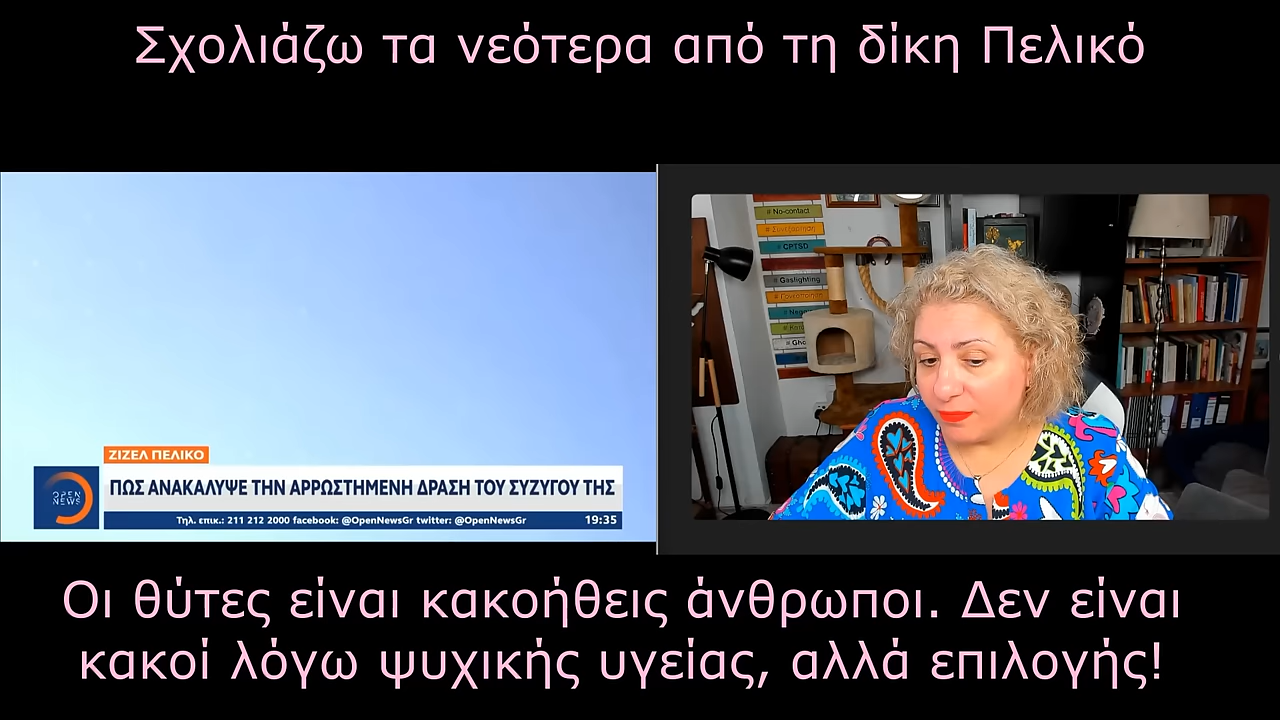 Σχολιάζω τα νεότερα από τη δίκη Πελικό
# No-contact
# Συνεξάρτηση
# CPTSD
# Gaslighting
ΖΙΖΕΛ ΠΕΛΙΚΟ
OPEN
NEWS
ΠΩΣ ΑΝΑΚΑΛΥΨΕ ΤΗΝ ΑΡΡΩΣΤΗΜΕΝΗ ΔΡΑΣΗ ΤΟΥ ΣΥΖΥΓΟΥ ΤΗΣ
Τηλ. επικ.: 211 212 2000 facebook: @OpenNewsGr twitter: @OpenNewsGr 19:35
Οι θύτες είναι κακοήθεις άνθρωποι. Δεν είναι
κακοί λόγω ψυχικής υγείας, αλλά επιλογής!